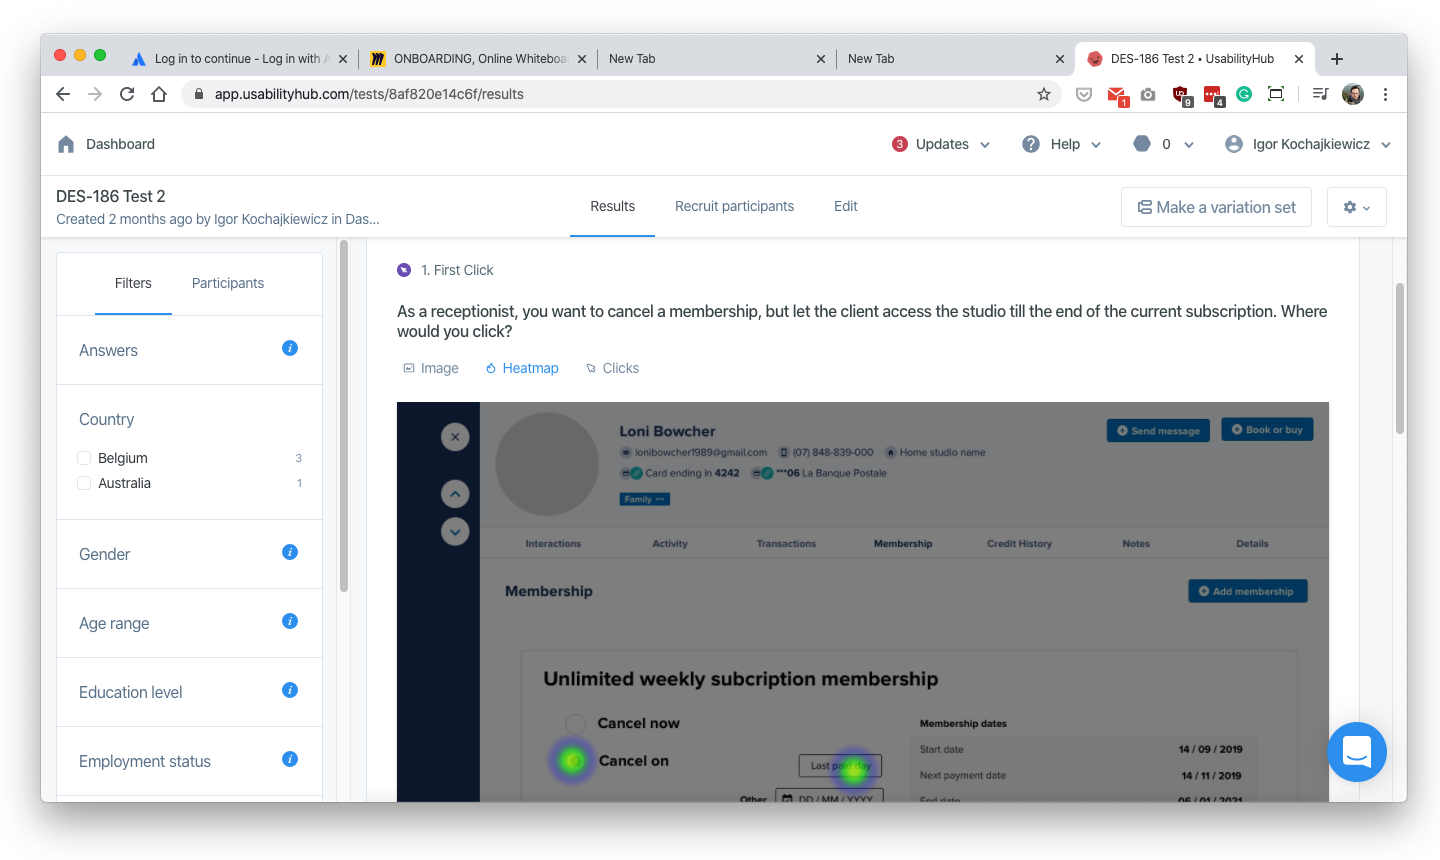 Log in to continue - Log in with A
ONBOARDING, Online Whiteboa
New Tab
New Tab
DES-186 Test 2 • UsabilityHub
app.usabilityhub.com/tests/8af820e14c6f/results
1
9
4
Dashboard
3 Updates
Help
0
Igor Kochajkiewicz
DES-186 Test 2
Created 2 months ago by Igor Kochajkiewicz in Das...
Results
Recruit participants
Edit
Make a variation set
Filters
Participants
Answers
Country
Belgium 3
Australia 1
Gender
Age range
Education level
Employment status
1. First Click
As a receptionist, you want to cancel a membership, but let the client access the studio till the end of the current subscription. Where
would you click?
Image
Heatmap
Clicks
Loni Bowcher
lonibowcher1989@gmail.com (07) 848-839-000 Home studio name
Card ending in 4242 ***06 La Banque Postale
Family ···
Send message
Book or buy
Interactions
Activity
Transactions
Membership
Credit History
Notes
Details
Membership
Add membership
Unlimited weekly subcription membership
Cancel now
Cancel on
Last paid day
Other DD / MM / YYYY
Membership dates
Start date 14 / 09 / 2019
Next payment date 14 / 11 / 2019
End date 06 / 01 / 2021